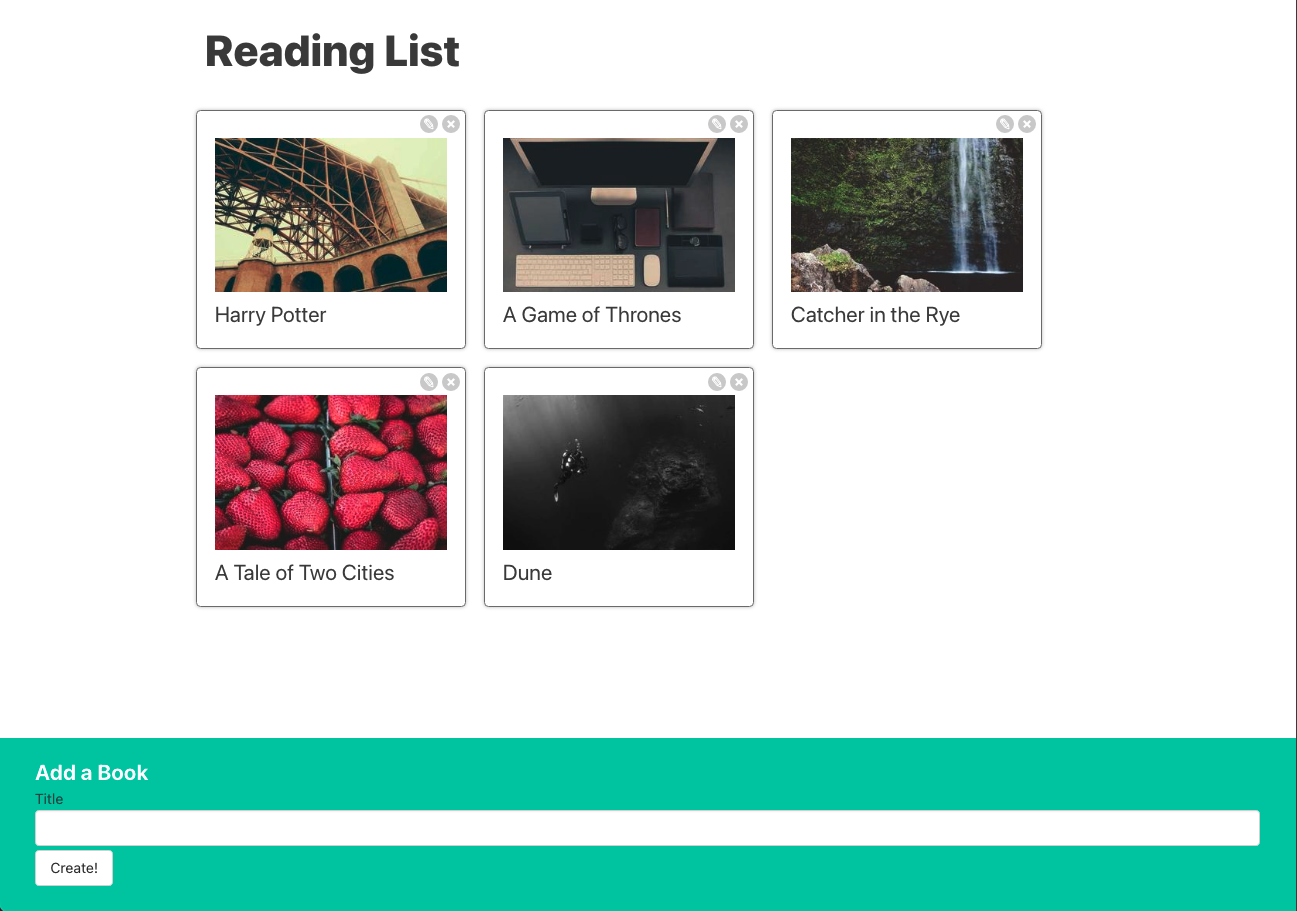 Reading List
Harry Potter
A Game of Thrones
Catcher in the Rye
A Tale of Two Cities
Dune
Add a Book
Title
Create!